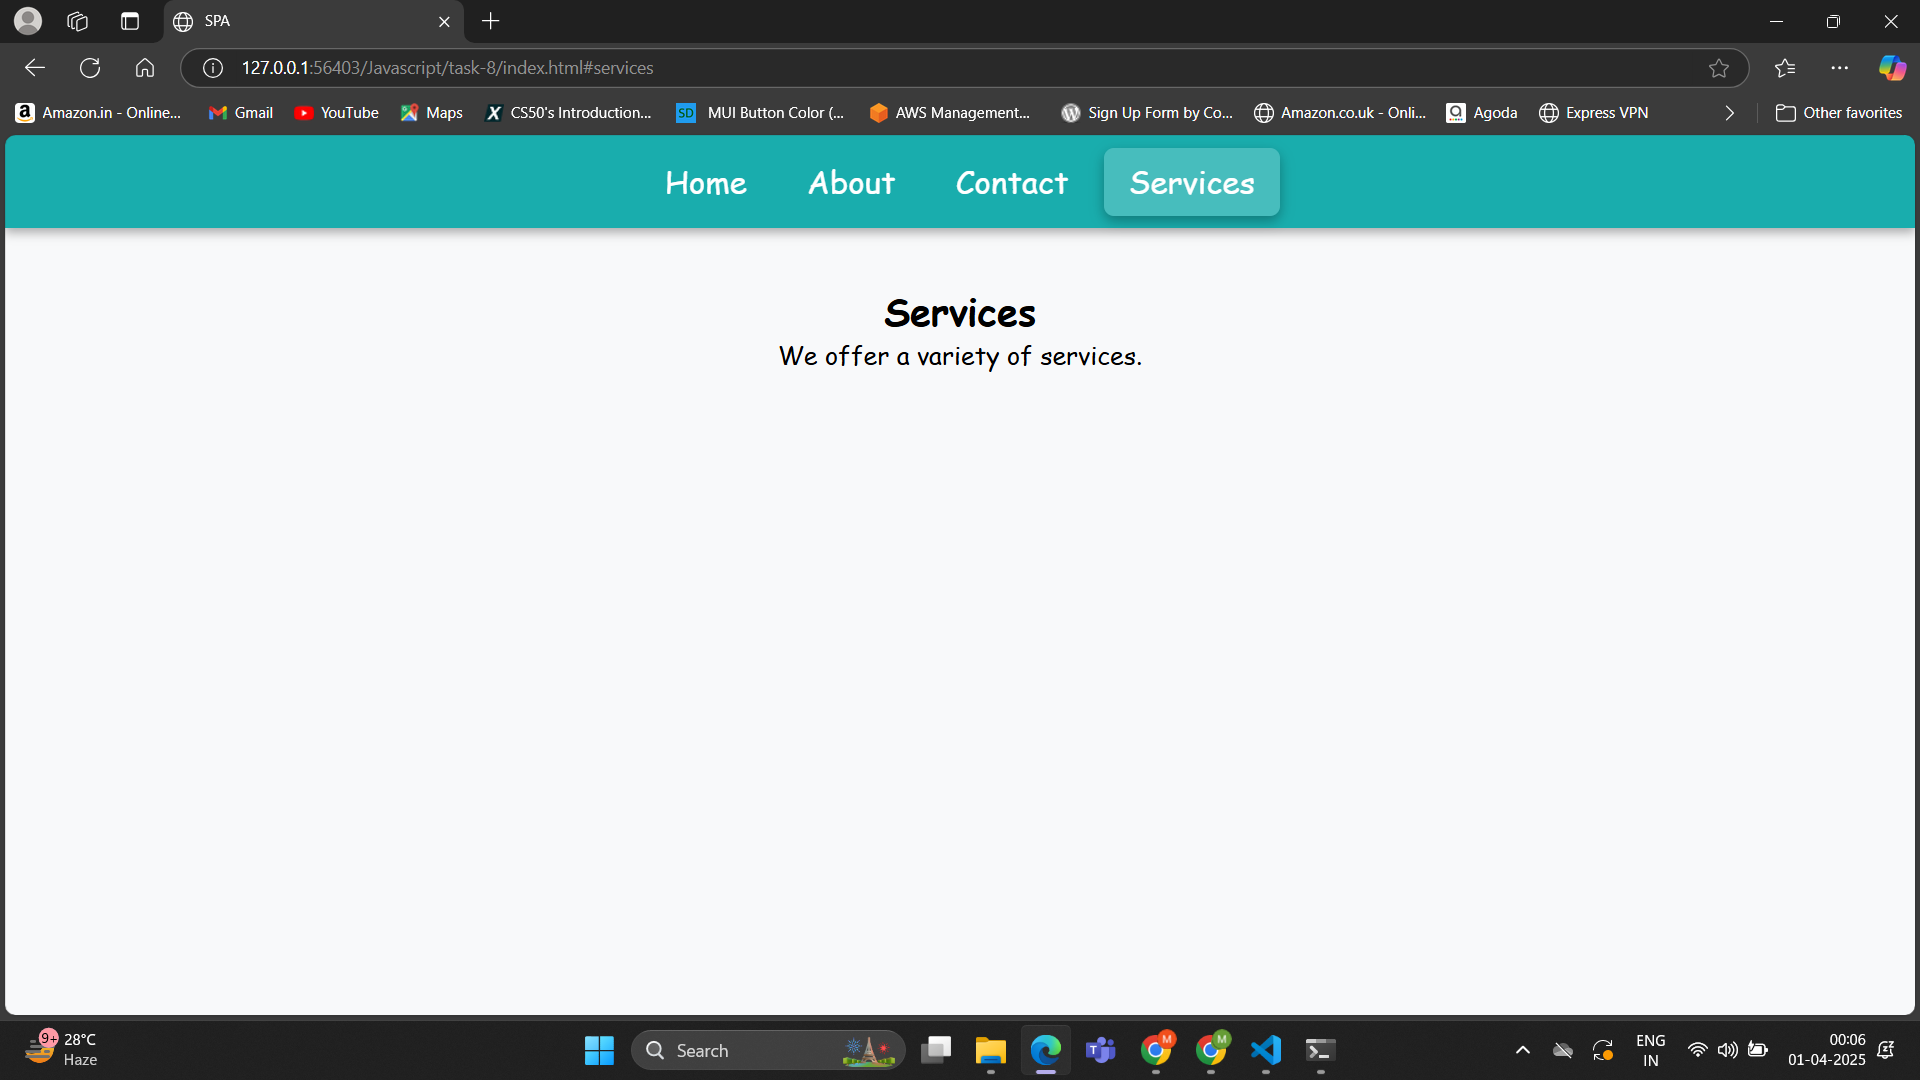 SPA
127.0.0.1:56403/Javascript/task-8/index.html#services
Amazon.in - Online... Gmail YouTube Maps CS50's Introduction... SD MUI Button Color (... AWS Management... Sign Up Form by Co... Amazon.co.uk - Onli... Agoda Express VPN Other favorites
Home About Contact Services
Services
We offer a variety of services.
9+ 28°C
Haze
Search
M
M
ENG
IN
00:06
01-04-2025